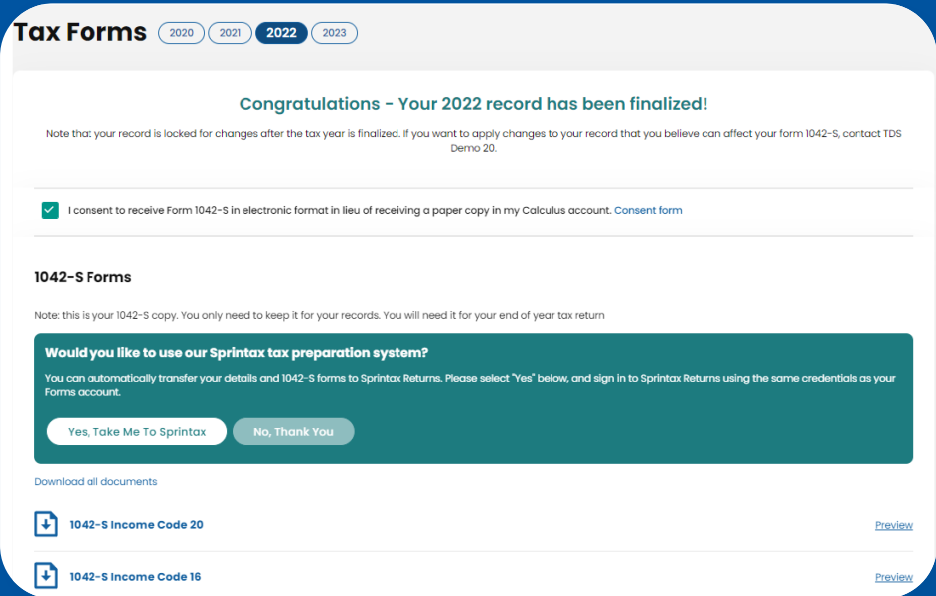 Tax Forms 2020 2021 2022 2023
Congratulations - Your 2022 record has been finalized!
Note that your record is locked for changes after the tax year is finalized. If you want to apply changes to your record that you believe can affect your form 1042-S, contact TDS
Demo 20.
I consent to receive Form 1042-S in electronic format in lieu of receiving a paper copy in my Calculus account. Consent form
1042-S Forms
Note: this is your 1042-S copy. You only need to keep it for your records. You will need it for your end of year tax return
Would you like to use our Sprintax tax preparation system?
You can automatically transfer your details and 1042-S forms to Sprintax Returns. Please select "Yes" below, and sign in to Sprintax Returns using the same credentials as your
Forms account.
Yes, Take Me To Sprintax No, Thank You
Download all documents
1042-S Income Code 20 Preview
1042-S Income Code 16 Preview